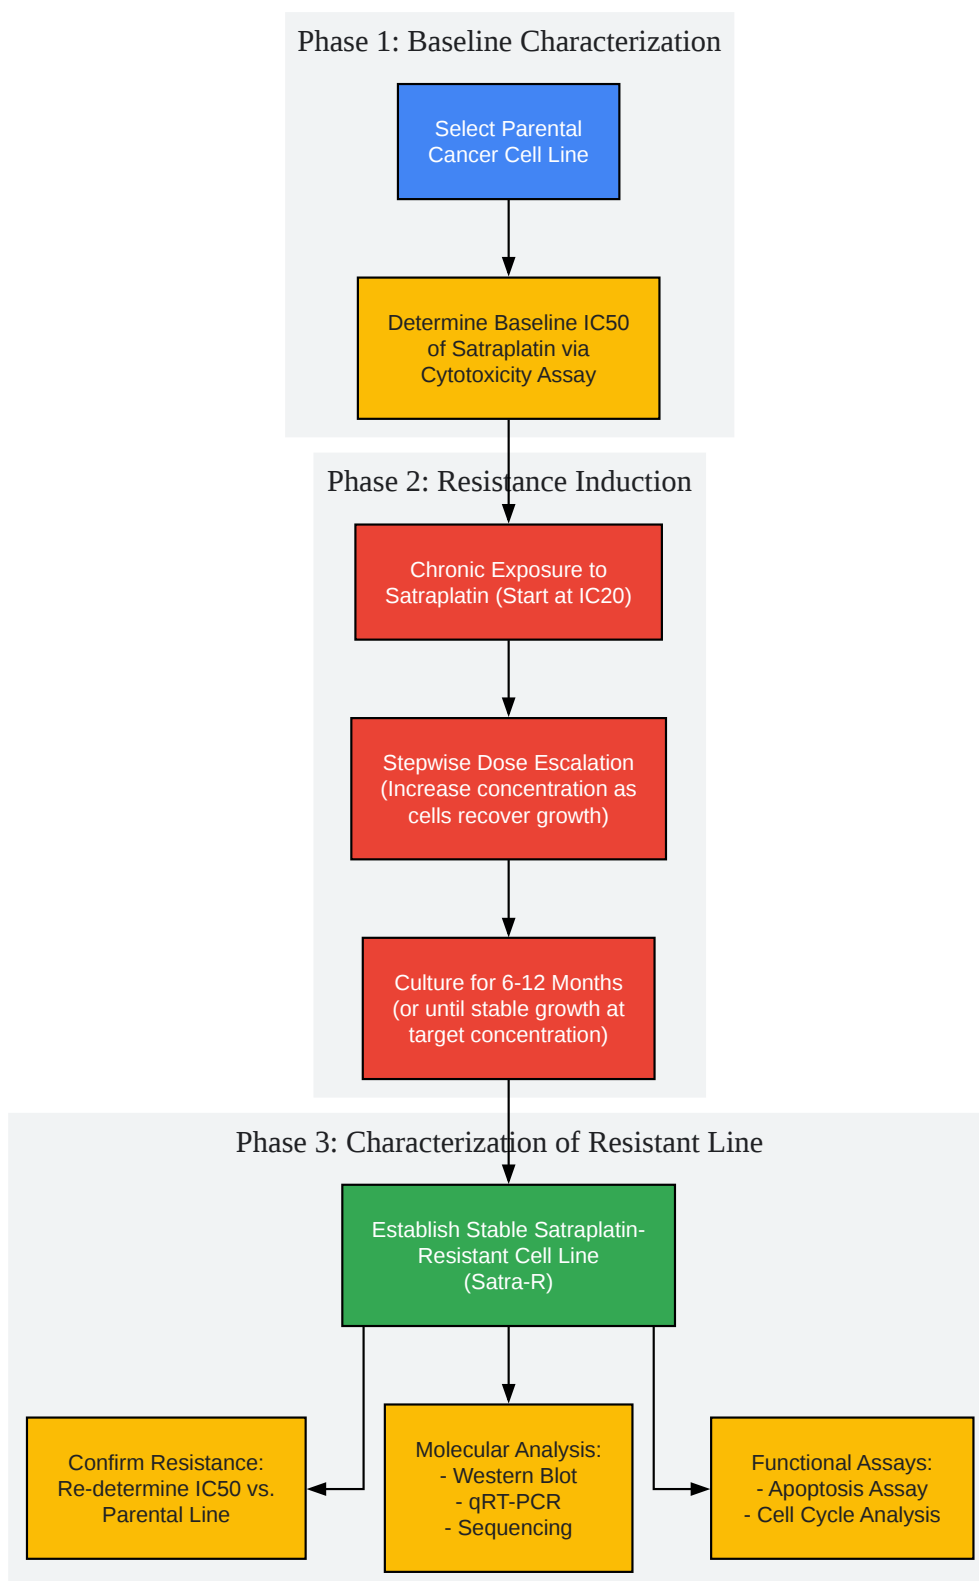 Phase 1: Baseline Characterization
Select Parental
Cancer Cell Line
Determine Baseline IC50
of Satraplatin via
Cytotoxicity Assay
Phase 2: Resistance Induction
Chronic Exposure to
Satraplatin (Start at IC20)
Stepwise Dose Escalation
(Increase concentration as
cells recover growth)
Culture for 6-12 Months
(or until stable growth at
target concentration)
Phase 3: Characterization of Resistant Line
Establish Stable Satraplatin-
Resistant Cell Line
(Satra-R)
Confirm Resistance:
Re-determine IC50 vs.
Parental Line
Molecular Analysis:
- Western Blot
- qRT-PCR
- Sequencing
Functional Assays:
- Apoptosis Assay
- Cell Cycle Analysis